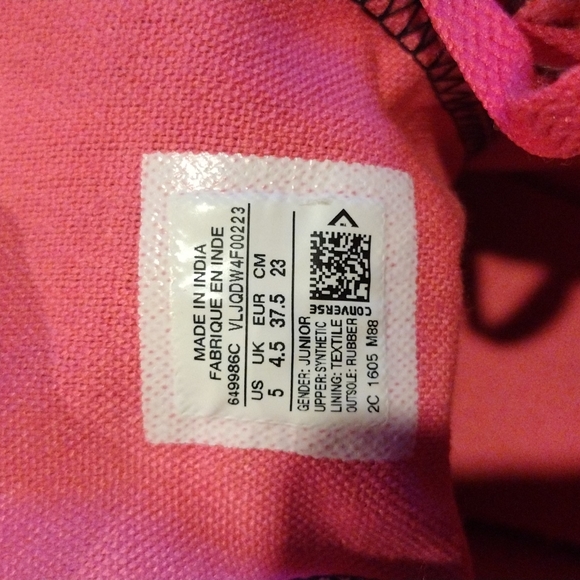 MADE IN INDIA
FABRIQUE EN INDE
649986C VLJQDW4F00223
US UK EUR CM
5 4.5 37.5 23
GENDER: JUNIOR
UPPER: SYNTHETIC
LINING: TEXTILE
OUTSOLE: RUBBER
2C 1605 M88
CONVERSE